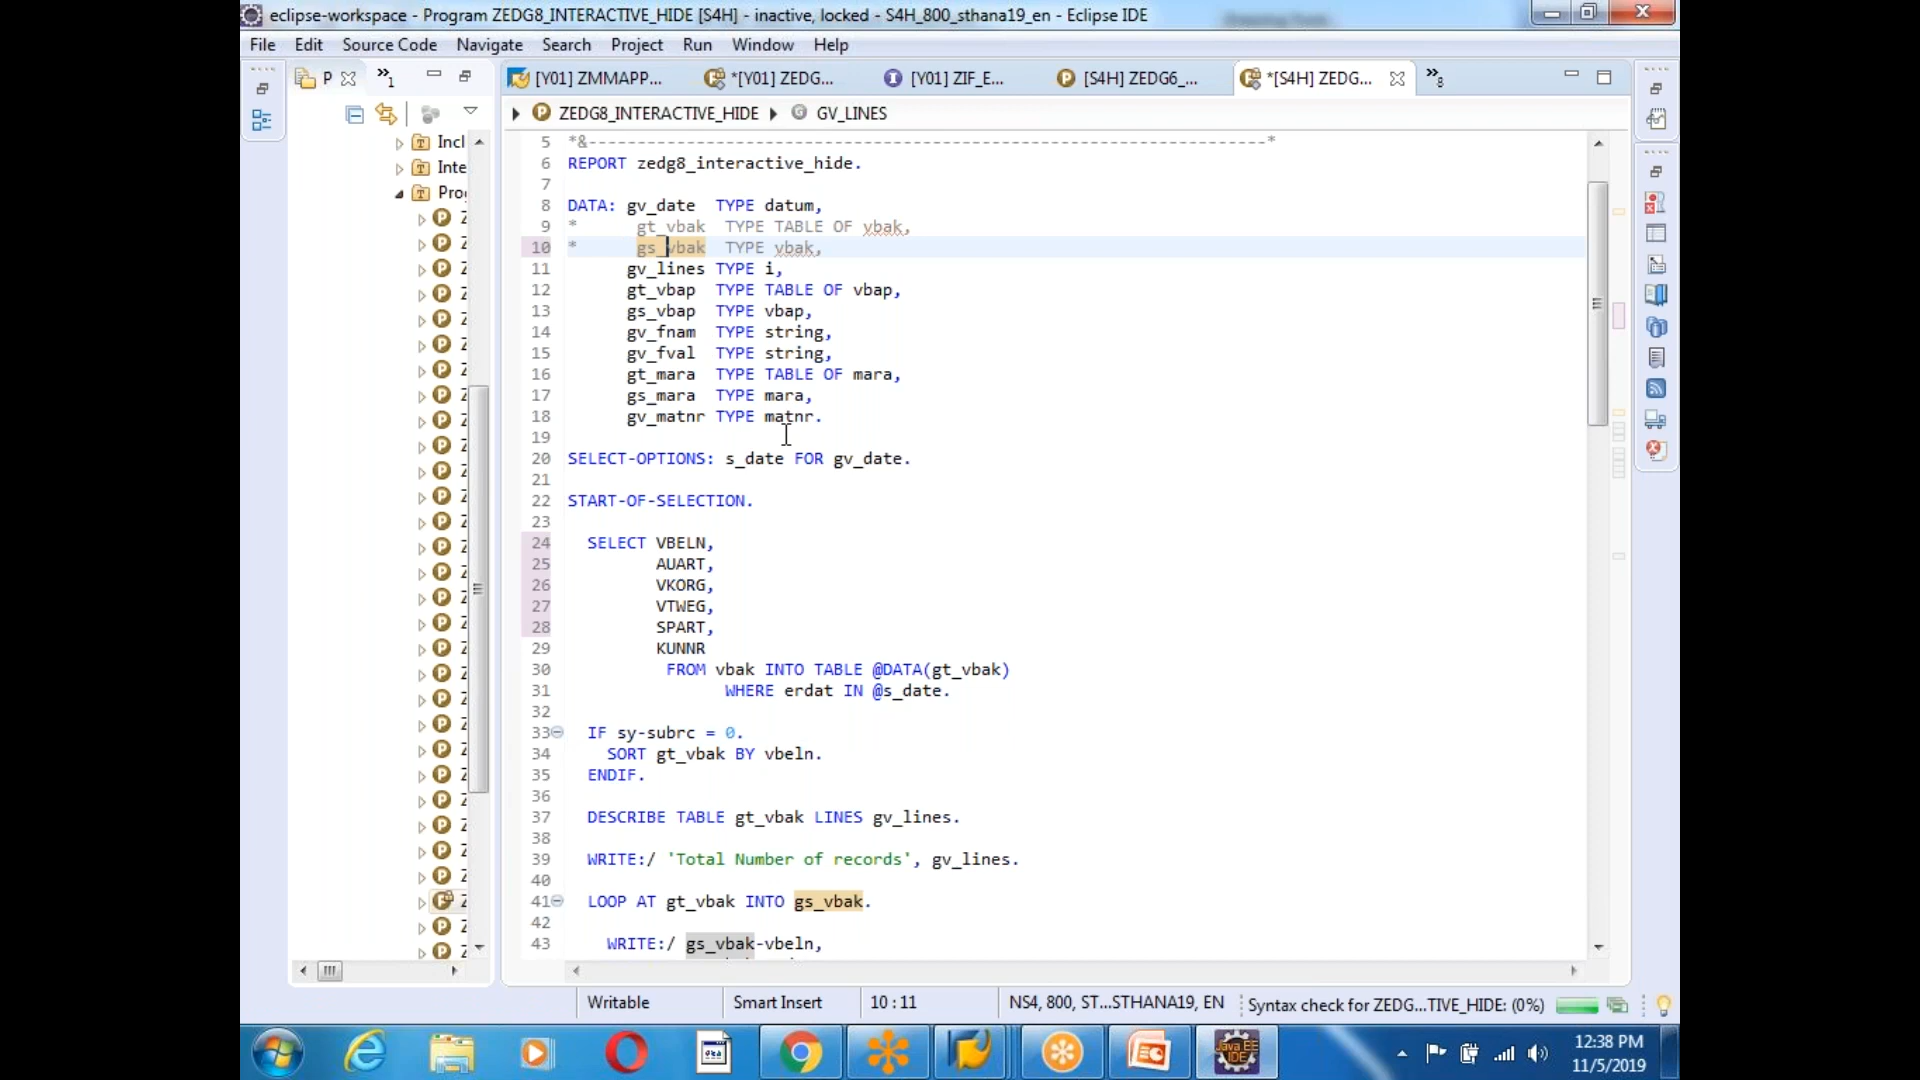 eclipse-workspace - Program ZEDG8_INTERACTIVE_HIDE [S4H] - inactive, locked - S4H_800_sthana19_en - Eclipse IDE
File Edit Source Code Navigate Search Project Run Window Help
P »1 [Y01] ZMMAPP... *[Y01] ZEDG... [Y01] ZIF_E... [S4H] ZEDG6_... *[S4H] ZEDG... »8
ZEDG8_INTERACTIVE_HIDE GV_LINES
Incl
Inte
Pro
5 *&---------------------------------------------------------------------*
6 REPORT zedg8_interactive_hide.
7
8 DATA: gv_date TYPE datum,
9 * gt_vbak TYPE TABLE OF vbak,
10 * gs_vbak TYPE vbak,
11 gv_lines TYPE i,
12 gt_vbap TYPE TABLE OF vbap,
13 gs_vbap TYPE vbap,
14 gv_fnam TYPE string,
15 gv_fval TYPE string,
16 gt_mara TYPE TABLE OF mara,
17 gs_mara TYPE mara,
18 gv_matnr TYPE matnr.
19
20 SELECT-OPTIONS: s_date FOR gv_date.
21
22 START-OF-SELECTION.
23
24 SELECT VBELN,
25 AUART,
26 VKORG,
27 VTWEG,
28 SPART,
29 KUNNR
30 FROM vbak INTO TABLE @DATA(gt_vbak)
31 WHERE erdat IN @s_date.
32
33 IF sy-subrc = 0.
34 SORT gt_vbak BY vbeln.
35 ENDIF.
36
37 DESCRIBE TABLE gt_vbak LINES gv_lines.
38
39 WRITE:/ 'Total Number of records', gv_lines.
40
41 LOOP AT gt_vbak INTO gs_vbak.
42
43 WRITE:/ gs_vbak-vbeln,
Writable Smart Insert 10 : 11 NS4, 800, ST...STHANA19, EN Syntax check for ZEDG...TIVE_HIDE: (0%)
Java EE
IDE
12:38 PM
11/5/2019